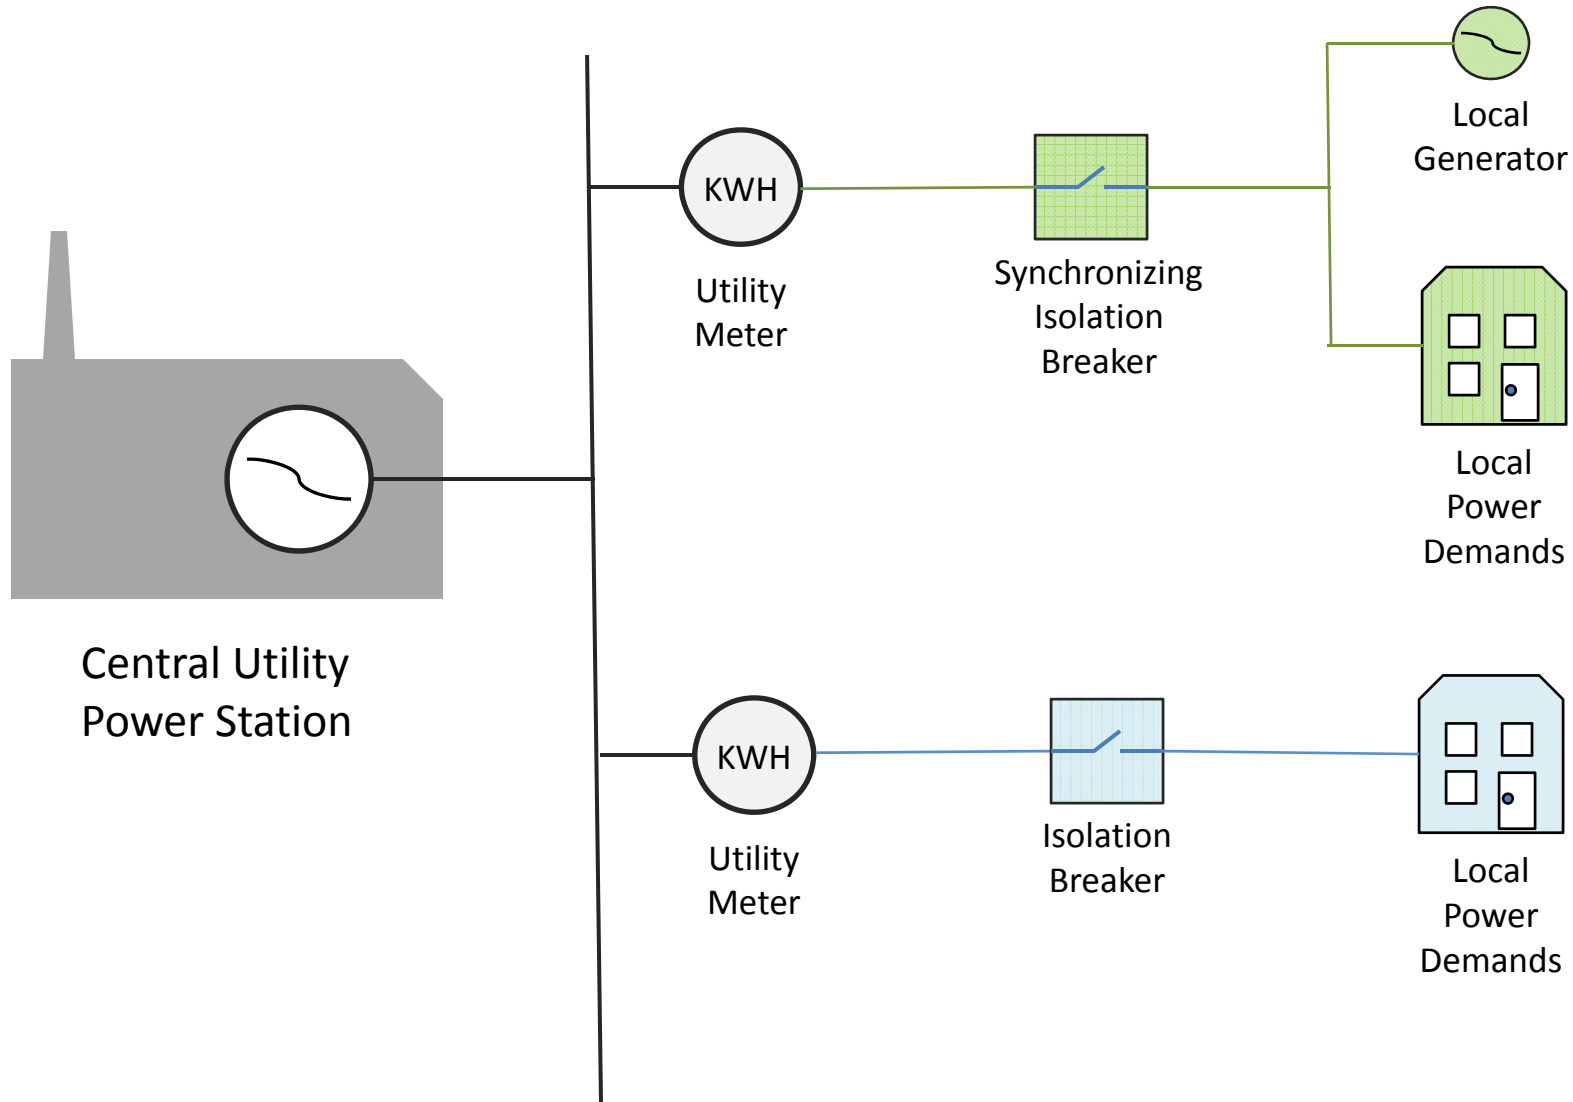 Local
Generator
KWH
Synchronizing
Isolation
Breaker
Utility
Meter
Local
Power
Demands
Central Utility
Power Station
KWH
Isolation
Breaker
Utility
Meter
Local
Power
Demands